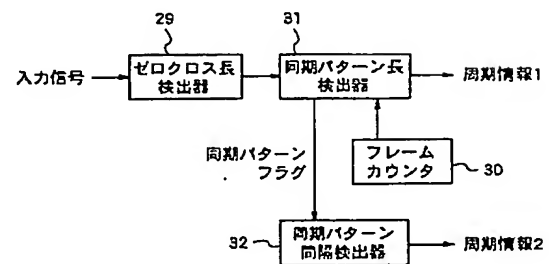 29
31
入力信号
ゼロクロス長
検出器
同期パターン長
検出器
周期情報1
同期パターン
フラグ
フレーム
カウンタ
30
32
同期パターン
間隔検出器
周期情報2